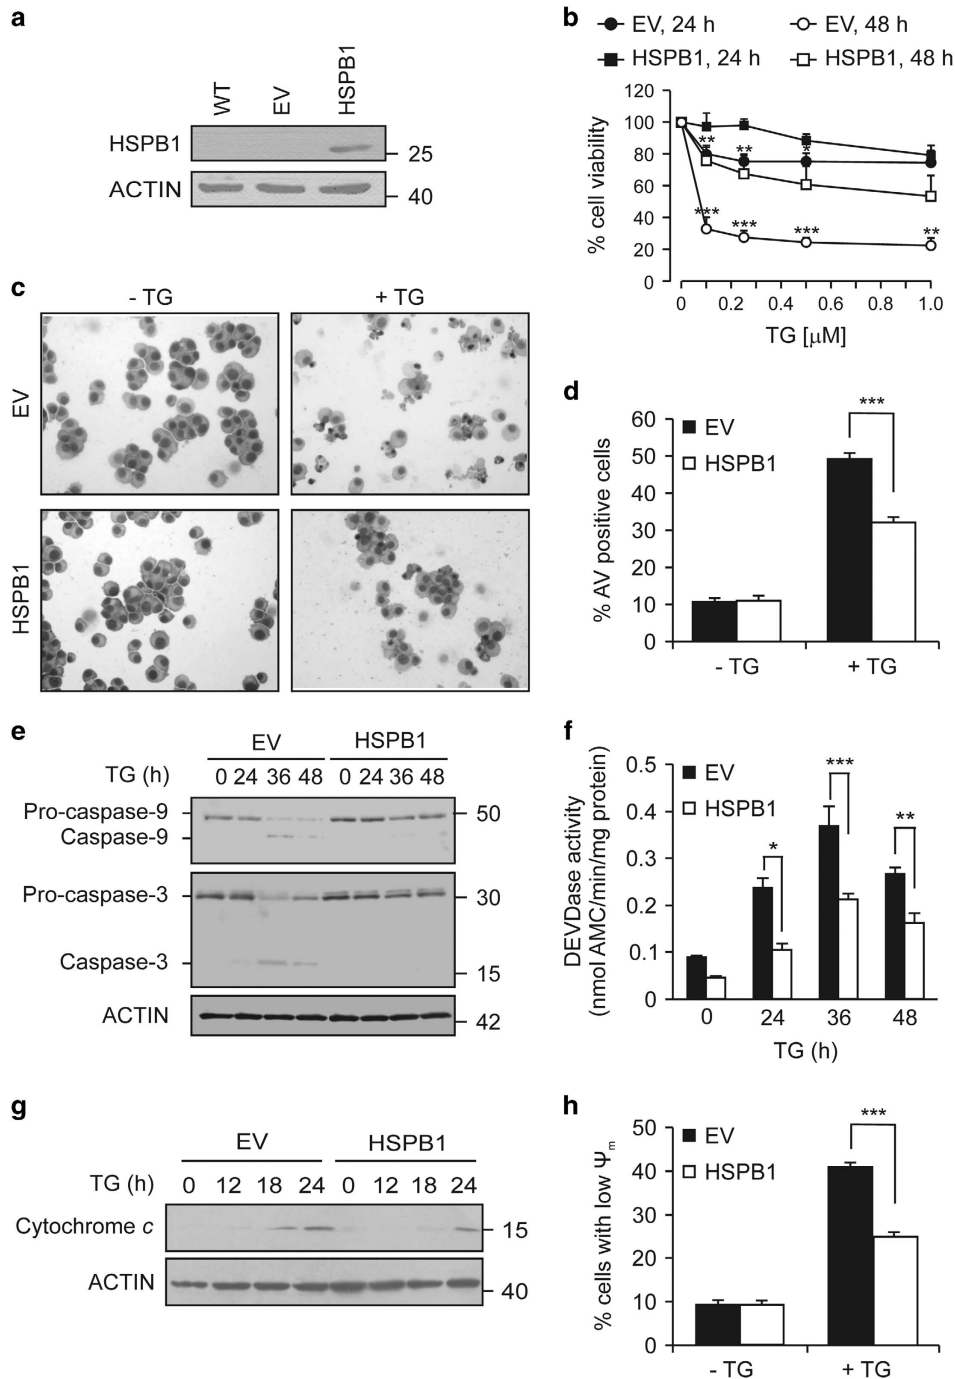 a
WT
EV
HSPB1
HSPB1
25
ACTIN
40
b
EV, 24 h
EV, 48 h
HSPB1, 24 h
HSPB1, 48 h
% cell viability
120
100
80
60
40
20
0
** ** *
*** *** *** **
0 0.2 0.4 0.6 0.8 1.0
TG [µM]
c
- TG
+ TG
EV
HSPB1
d
% AV positive cells
60
50
40
30
20
10
0
EV
HSPB1
***
- TG
+ TG
e
EV
HSPB1
TG (h) 0 24 36 48 0 24 36 48
Pro-caspase-9
50
Caspase-9
Pro-caspase-3
30
Caspase-3
15
ACTIN
42
f
DEVDase activity
(nmol AMC/min/mg protein)
0.5
0.4
0.3
0.2
0.1
0
EV
HSPB1
* *** **
0 24 36 48
TG (h)
g
EV
HSPB1
TG (h) 0 12 18 24 0 12 18 24
Cytochrome c
15
ACTIN
40
h
% cells with low Ψm
50
40
30
20
10
0
EV
HSPB1
***
- TG
+ TG